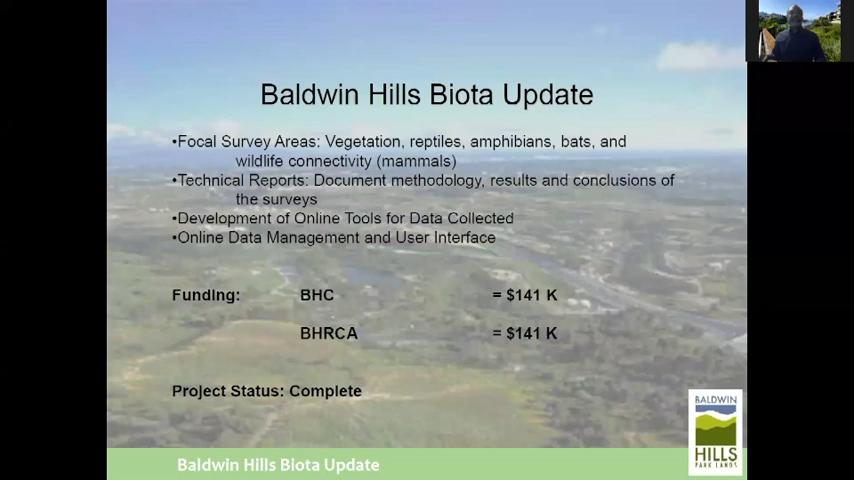 Baldwin Hills Biota Update
•Focal Survey Areas: Vegetation, reptiles, amphibians, bats, and
wildlife connectivity (mammals)
•Technical Reports: Document methodology, results and conclusions of
the surveys
•Development of Online Tools for Data Collected
•Online Data Management and User Interface
Funding: BHC = $141 K
BHRCA = $141 K
Project Status: Complete
BALDWIN
HILLS
PARK LANDS
Baldwin Hills Biota Update